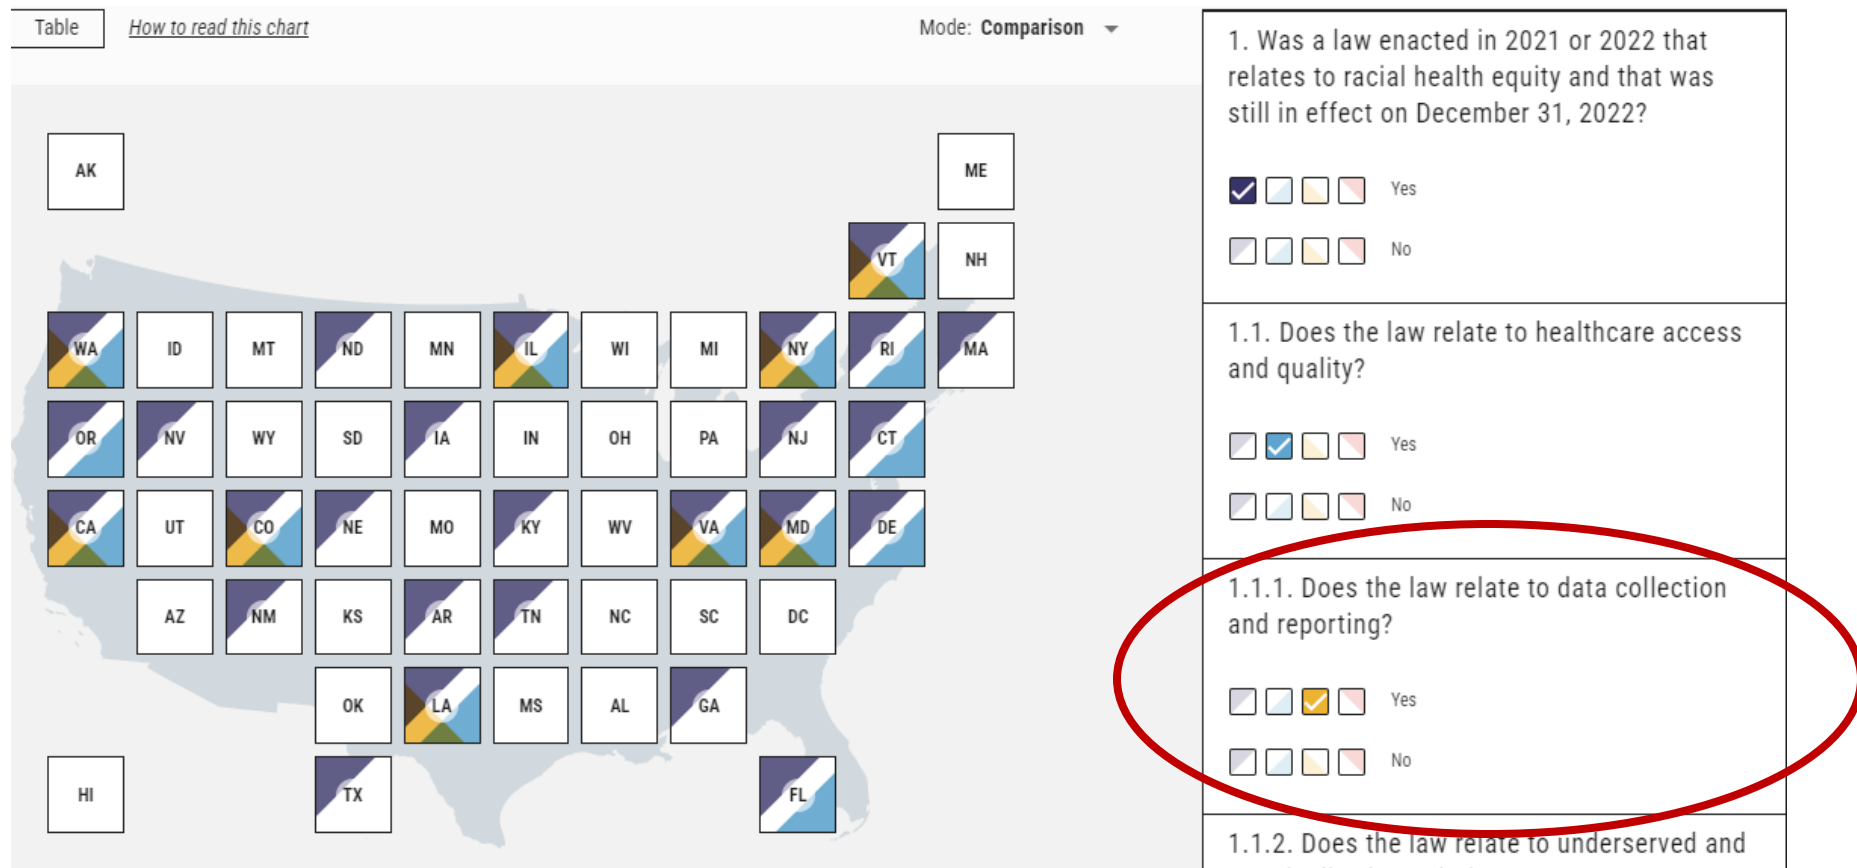 Table
How to read this chart
Mode: Comparison
AK
ME
VT
NH
WA
ID
MT
ND
MN
IL
WI
MI
NY
RI
MA
OR
NV
WY
SD
IA
IN
OH
PA
NJ
CT
CA
UT
CO
NE
MO
KY
WV
VA
MD
DE
AZ
NM
KS
AR
TN
NC
SC
DC
OK
LA
MS
AL
GA
HI
TX
FL
1. Was a law enacted in 2021 or 2022 that
relates to racial health equity and that was
still in effect on December 31, 2022?
Yes
No
1.1. Does the law relate to healthcare access
and quality?
Yes
No
1.1.1. Does the law relate to data collection
and reporting?
Yes
No
1.1.2. Does the law relate to underserved and